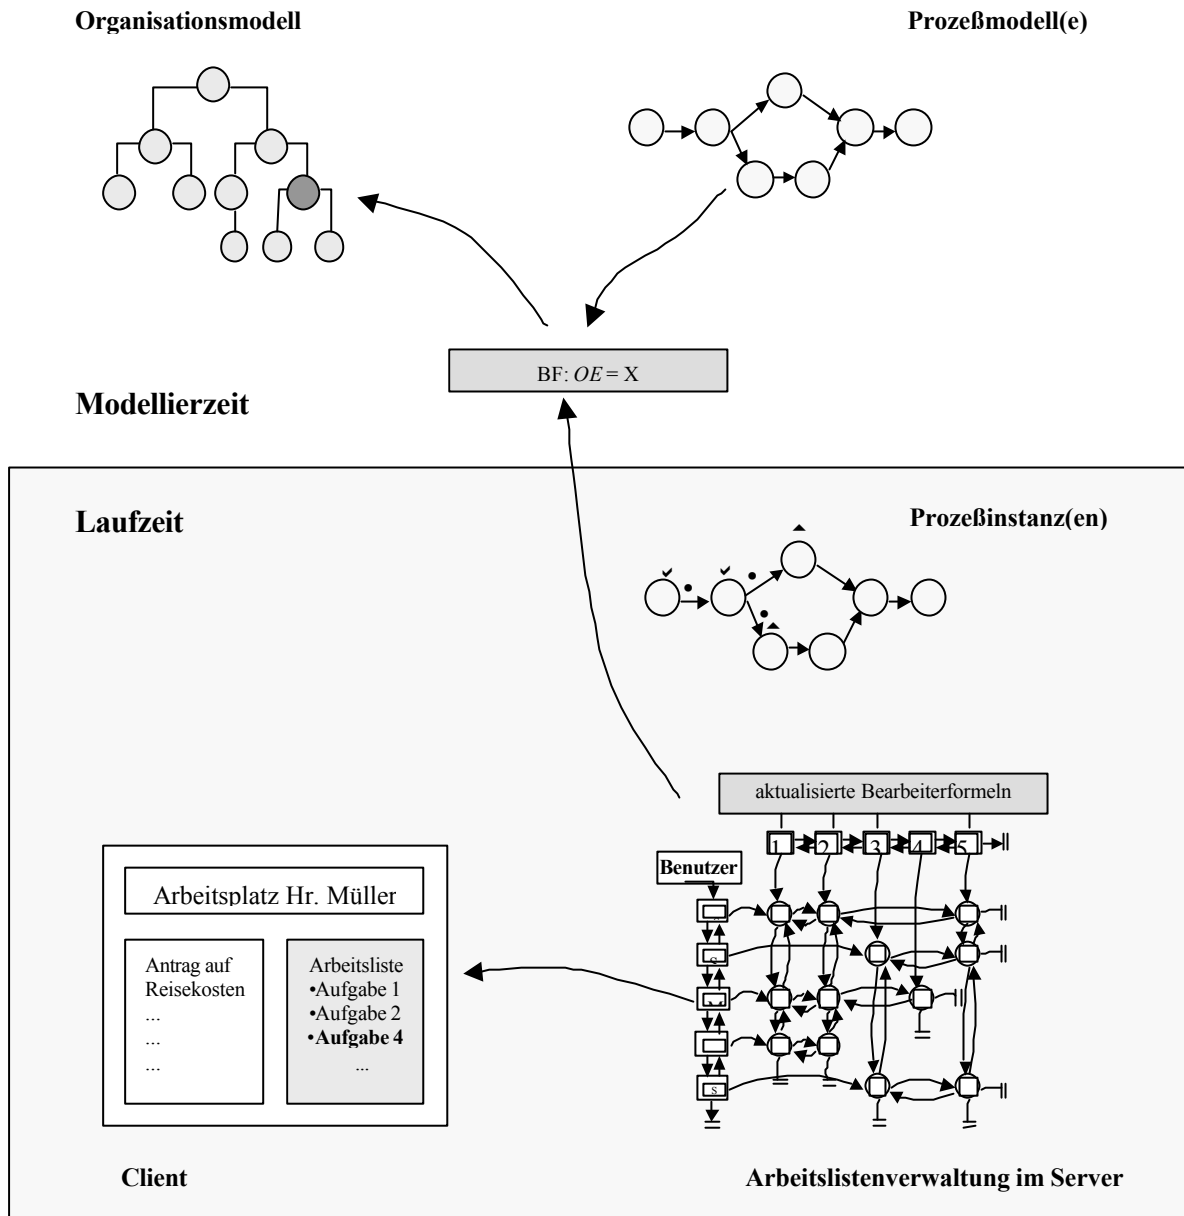 Organisationsmodell
Prozeßmodell(e)
BF: OE = X
Modellierzeit
Laufzeit
Prozeßinstanz(en)
aktualisierte Bearbeiterformeln
1 2 3 4 5
Benutzer
Arbeitsplatz Hr. Müller
Antrag auf
Reisekosten
...
...
...
Arbeitsliste
•Aufgabe 1
•Aufgabe 2
•Aufgabe 4
...
S
Client
Arbeitslistenverwaltung im Server